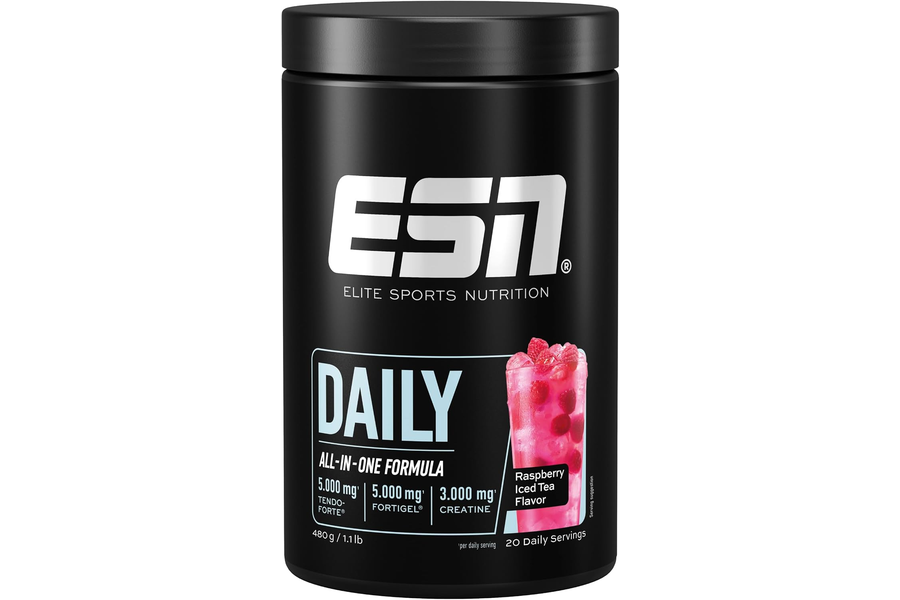 ESN®
ELITE SPORTS NUTRITION
DAILY
ALL-IN-ONE FORMULA
5.000 mg¹
TENDO-
FORTE®
5.000 mg¹
FORTIGEL®
3.000 mg¹
CREATINE
Raspberry
Iced Tea
Flavor
Serving suggestion
480 g / 1.1 lb
¹per daily serving
20 Daily Servings